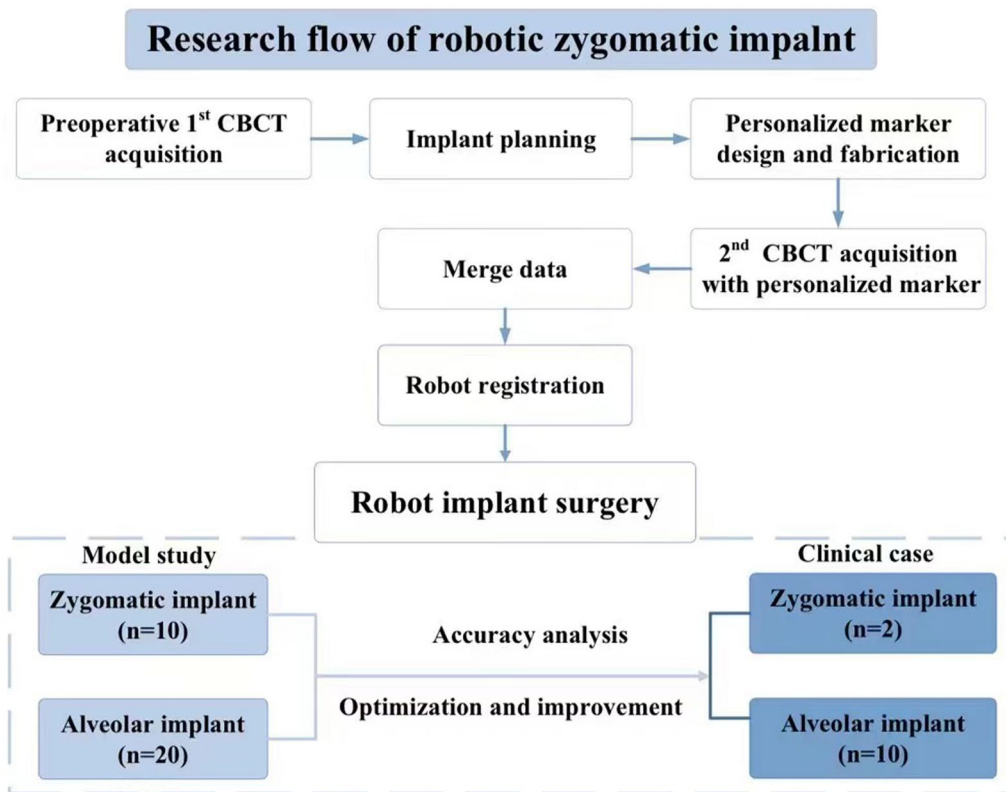 Research flow of robotic zygomatic impalnt
Preoperative 1st CBCT
acquisition
Implant planning
Personalized marker
design and fabrication
2nd CBCT acquisition
with personalized marker
Merge data
Robot registration
Robot implant surgery
Model study
Zygomatic implant
(n=10)
Alveolar implant
(n=20)
Accuracy analysis
Optimization and improvement
Clinical case
Zygomatic implant
(n=2)
Alveolar implant
(n=10)